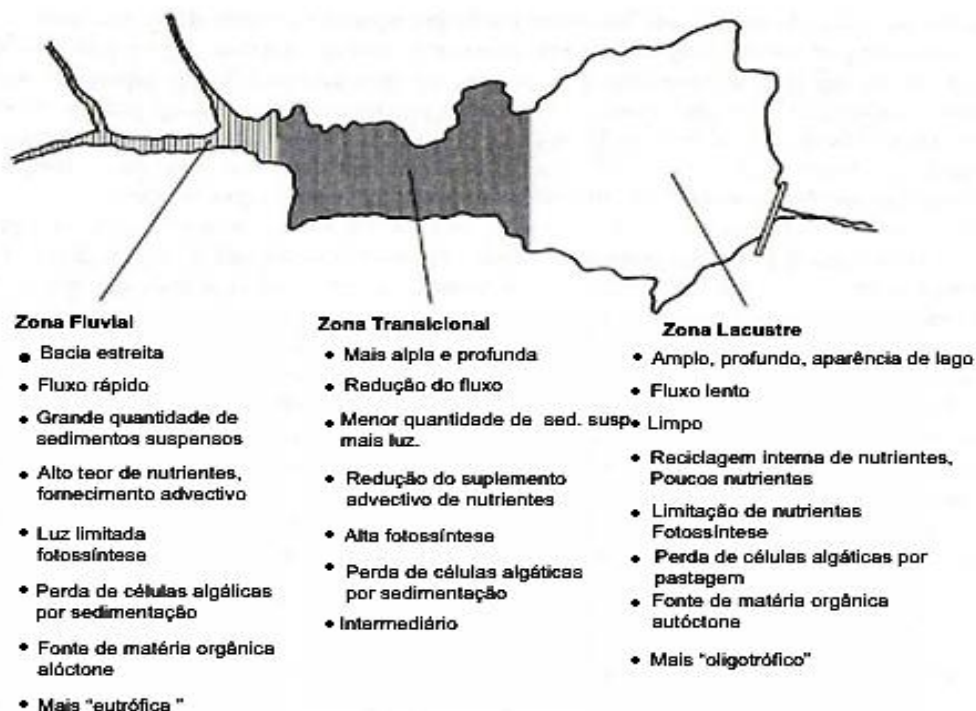 Zona Fluvial
• Bacia estreita
• Fluxo rápido
• Grande quantidade de
sedimentos suspensos
• Alto teor de nutrientes,
fornecimento advectivo
• Luz limitada
fotossíntese
• Perda de células algálicas
por sedimentação
• Fonte de matéria orgânica
alóctone
• Mais "eutrófica "
Zona Transicional
• Mais alpla e profunda
• Redução do fluxo
• Menor quantidade de sed. susp.
mais luz.
• Redução do suplemento
advectivo de nutrientes
• Alta fotossíntese
• Perda de células algáticas
por sedimentação
• Intermediário
Zona Lacustre
• Amplo, profundo, aparência de lago
• Fluxo lento
• Limpo
• Reciclagem interna de nutrientes,
Poucos nutrientes
• Limitação de nutrientes
Fotossíntese
• Perda de células algáticas por
pastagem
• Fonte de matéria orgânica
autóctone
• Mais "oligotrófico"